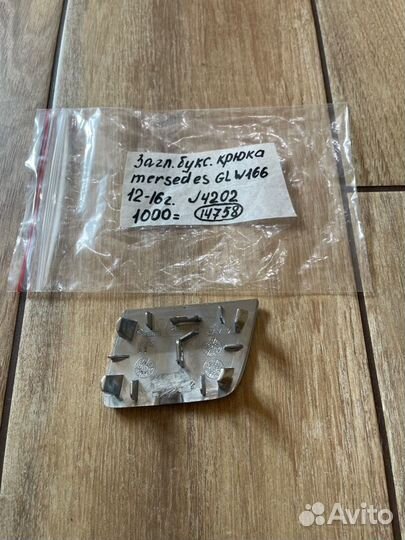 Загл. букс. крюка
mersedes GL W166
12-16г. J4202
1000= 14758
Avito